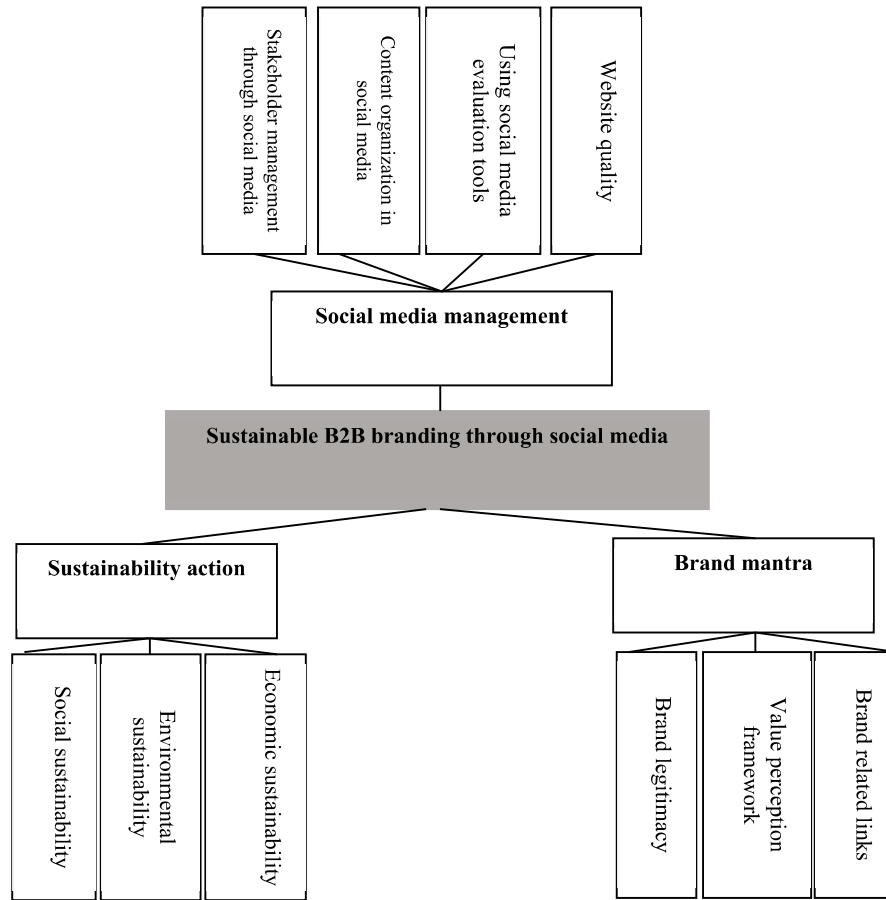 Stakeholder management
through social media
Content organization in
social media
Using social media
evaluation tools
Website quality
Social media management
Sustainable B2B branding through social media
Sustainability action
Brand mantra
Social sustainability
Environmental
sustainability
Economic sustainability
Brand legitimacy
Value perception
framework
Brand related links